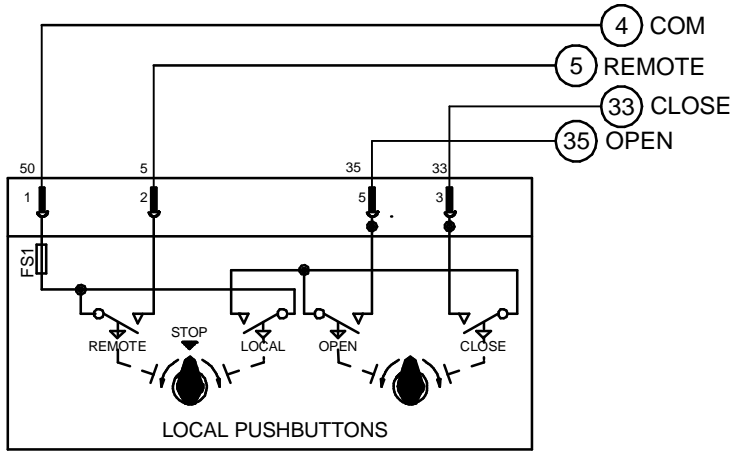 4 COM
5 REMOTE
33 CLOSE
35 OPEN
50 5 35 33
1 2 5 3
FS1
STOP
REMOTE LOCAL OPEN CLOSE
LOCAL PUSHBUTTONS